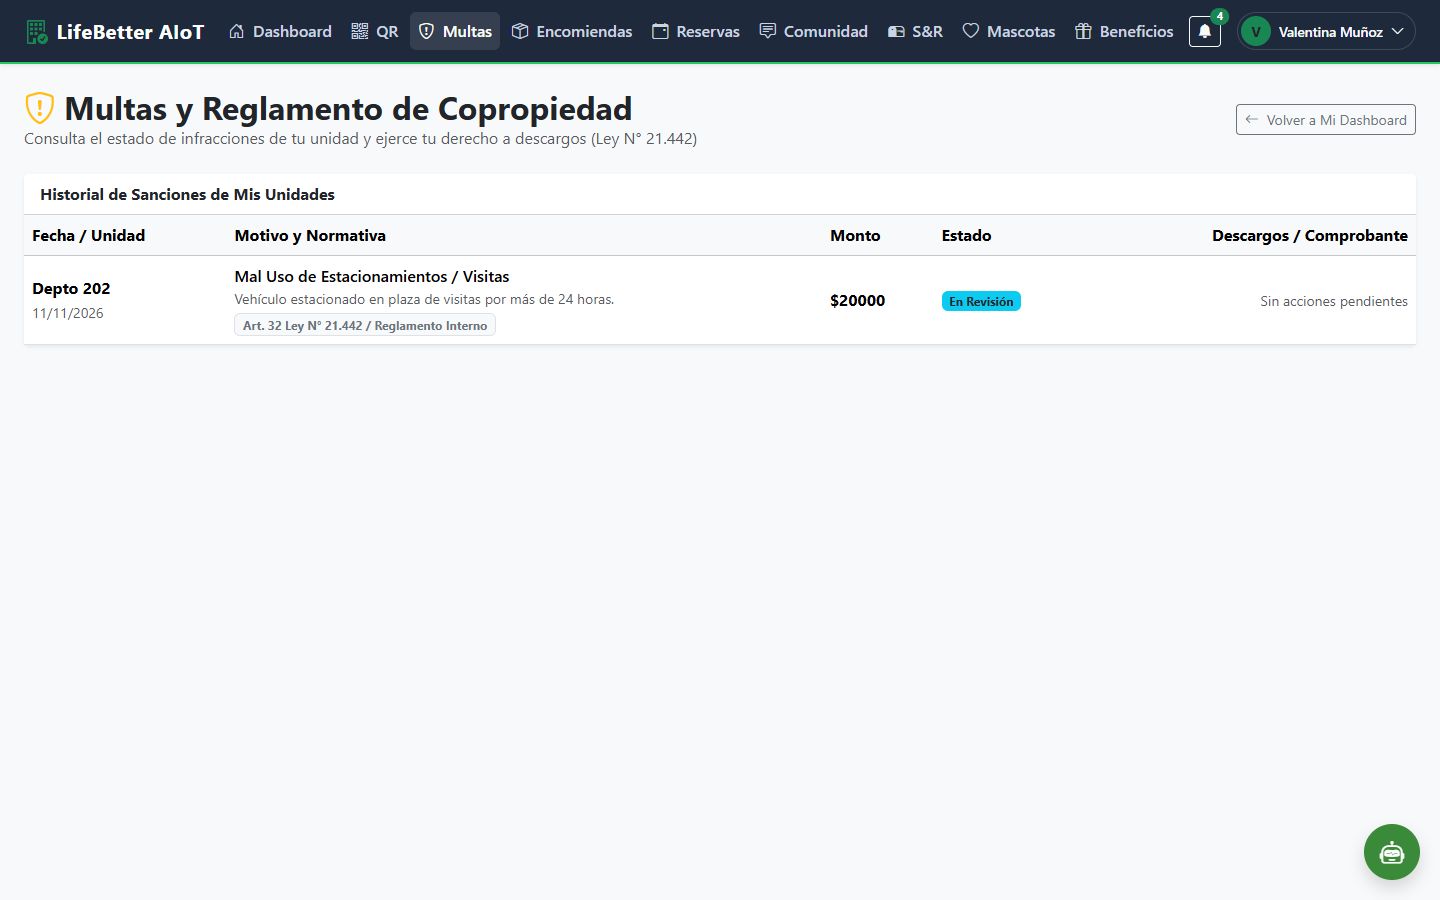 LifeBetter AIoT
Dashboard
QR
Multas
Encomiendas
Reservas
Comunidad
S&R
Mascotas
Beneficios
4
V
Valentina Muñoz
Multas y Reglamento de Copropiedad
Consulta el estado de infracciones de tu unidad y ejerce tu derecho a descargos (Ley N° 21.442)
Volver a Mi Dashboard
Historial de Sanciones de Mis Unidades
Fecha / Unidad
Motivo y Normativa
Monto
Estado
Descargos / Comprobante
Depto 202
11/11/2026
Mal Uso de Estacionamientos / Visitas
Vehículo estacionado en plaza de visitas por más de 24 horas.
Art. 32 Ley N° 21.442 / Reglamento Interno
$20000
En Revisión
Sin acciones pendientes